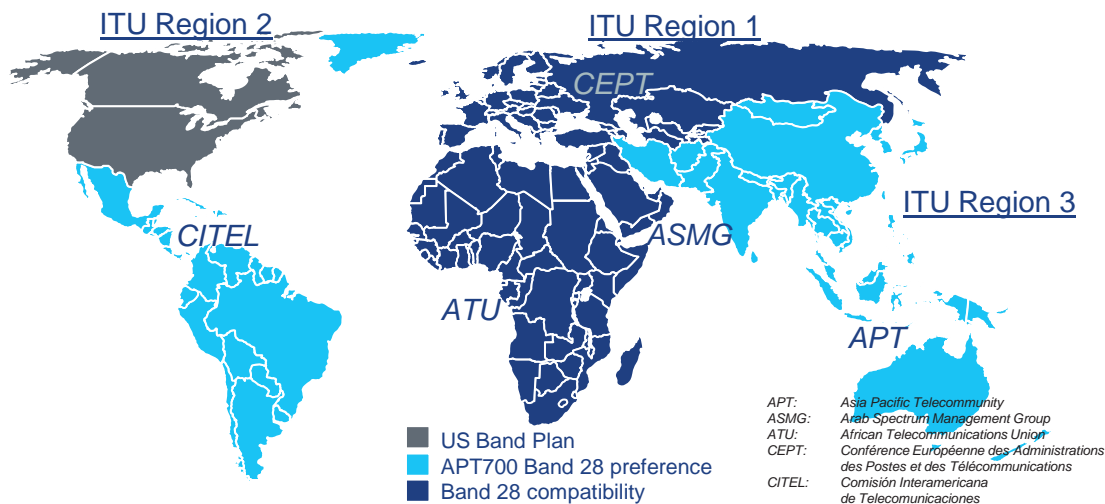 ITU Region 2
ITU Region 1
CEPT
ITU Region 3
CITEL
ASMG
ATU
APT
US Band Plan
APT700 Band 28 preference
Band 28 compatibility
APT: Asia Pacific Telecommunity
ASMG: Arab Spectrum Management Group
ATU: African Telecommunications Union
CEPT: Conférence Européenne des Administrations
des Postes et des Télécommunications
CITEL: Comisión Interamericana
de Telecomunicaciones